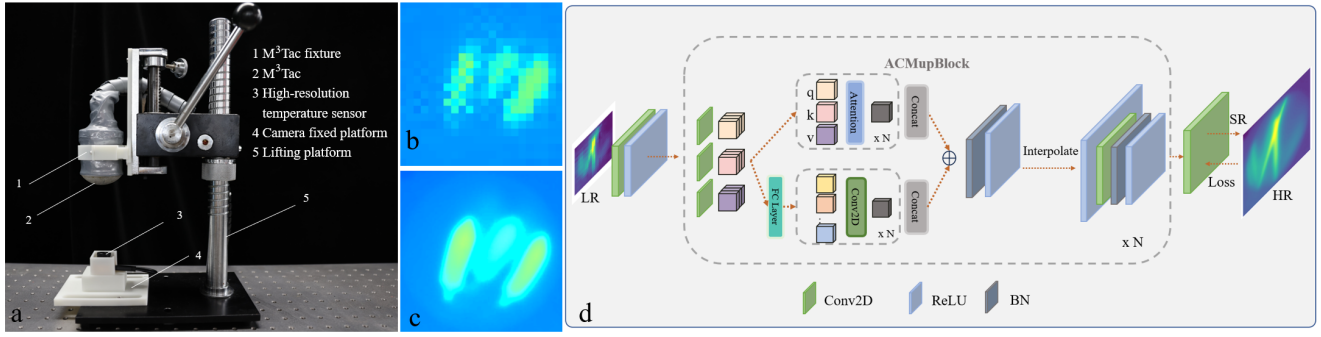 1 M³Tac fixture
2 M³Tac
3 High-resolution
temperature sensor
4 Camera fixed platform
5 Lifting platform
1
2
3
4
5
a
b
c
ACMupBlock
q
k
v
Attention
x N
Concat
LR
FC Layer
Conv2D
x N
Concat
Interpolate
x N
SR
Loss
HR
Conv2D
ReLU
BN
d